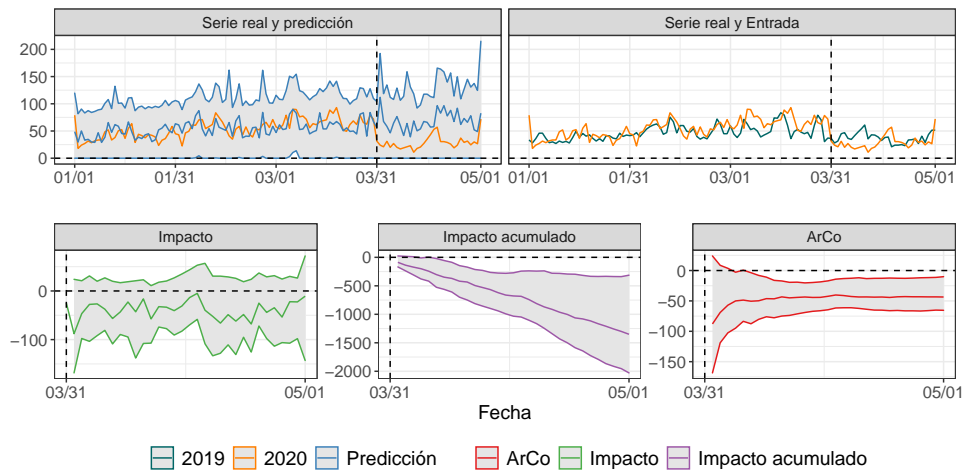 Serie real y predicción
Serie real y Entrada
200
150
100
50
0
01/01 01/31 03/01 03/31 05/01
01/01 01/31 03/01 03/31 05/01
Impacto
Impacto acumulado
ArCo
0
−100
03/31 05/01
0
−500
−1000
−1500
−2000
03/31 05/01
0
−50
−100
−150
03/31 05/01
Fecha
2019 2020 Predicción ArCo Impacto Impacto acumulado